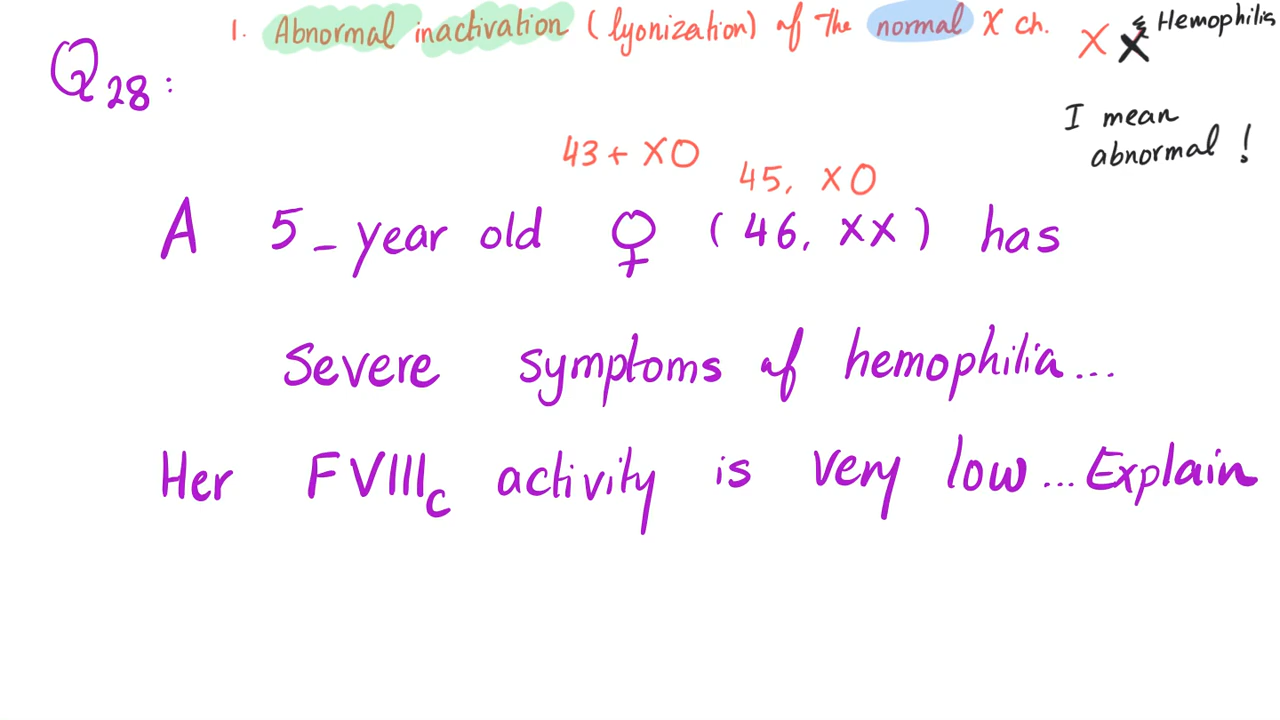 1. Abnormal inactivation (lyonization) of the normal X ch.
X X Hemophilis
Q28:
I mean
abnormal !
43 + XO
45, XO
A 5-year old ♀ (46, XX) has
severe symptoms of hemophilia...
Her FVIIIc activity is very low... Explain